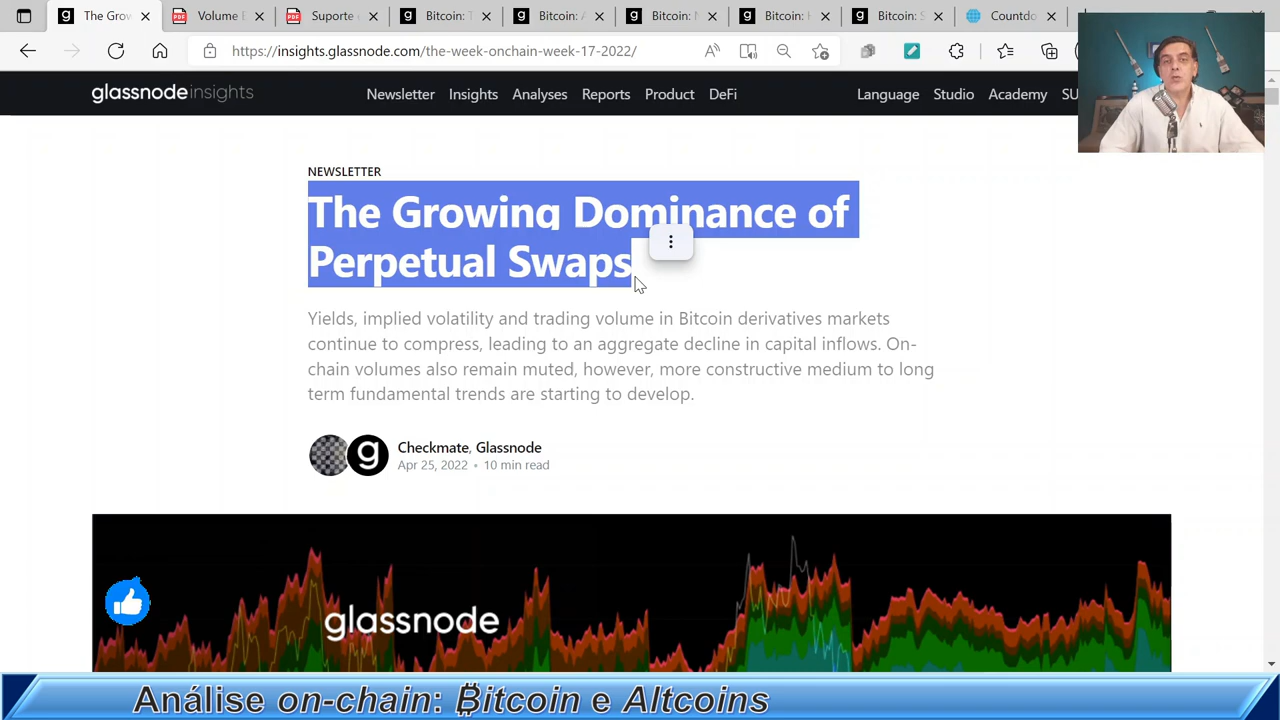 The Grov
Volume E
Suporte e
Bitcoin: T
Bitcoin: A
Bitcoin: N
Bitcoin: F
Bitcoin: S
Countdo
https://insights.glassnode.com/the-week-onchain-week-17-2022/
glassnode insights
Newsletter Insights Analyses Reports Product DeFi Language Studio Academy SU
NEWSLETTER
The Growing Dominance of
Perpetual Swaps
Yields, implied volatility and trading volume in Bitcoin derivatives markets
continue to compress, leading to an aggregate decline in capital inflows. On-
chain volumes also remain muted, however, more constructive medium to long
term fundamental trends are starting to develop.
Checkmate, Glassnode
Apr 25, 2022 • 10 min read
glassnode
Análise on-chain: ₿itcoin e Altcoins